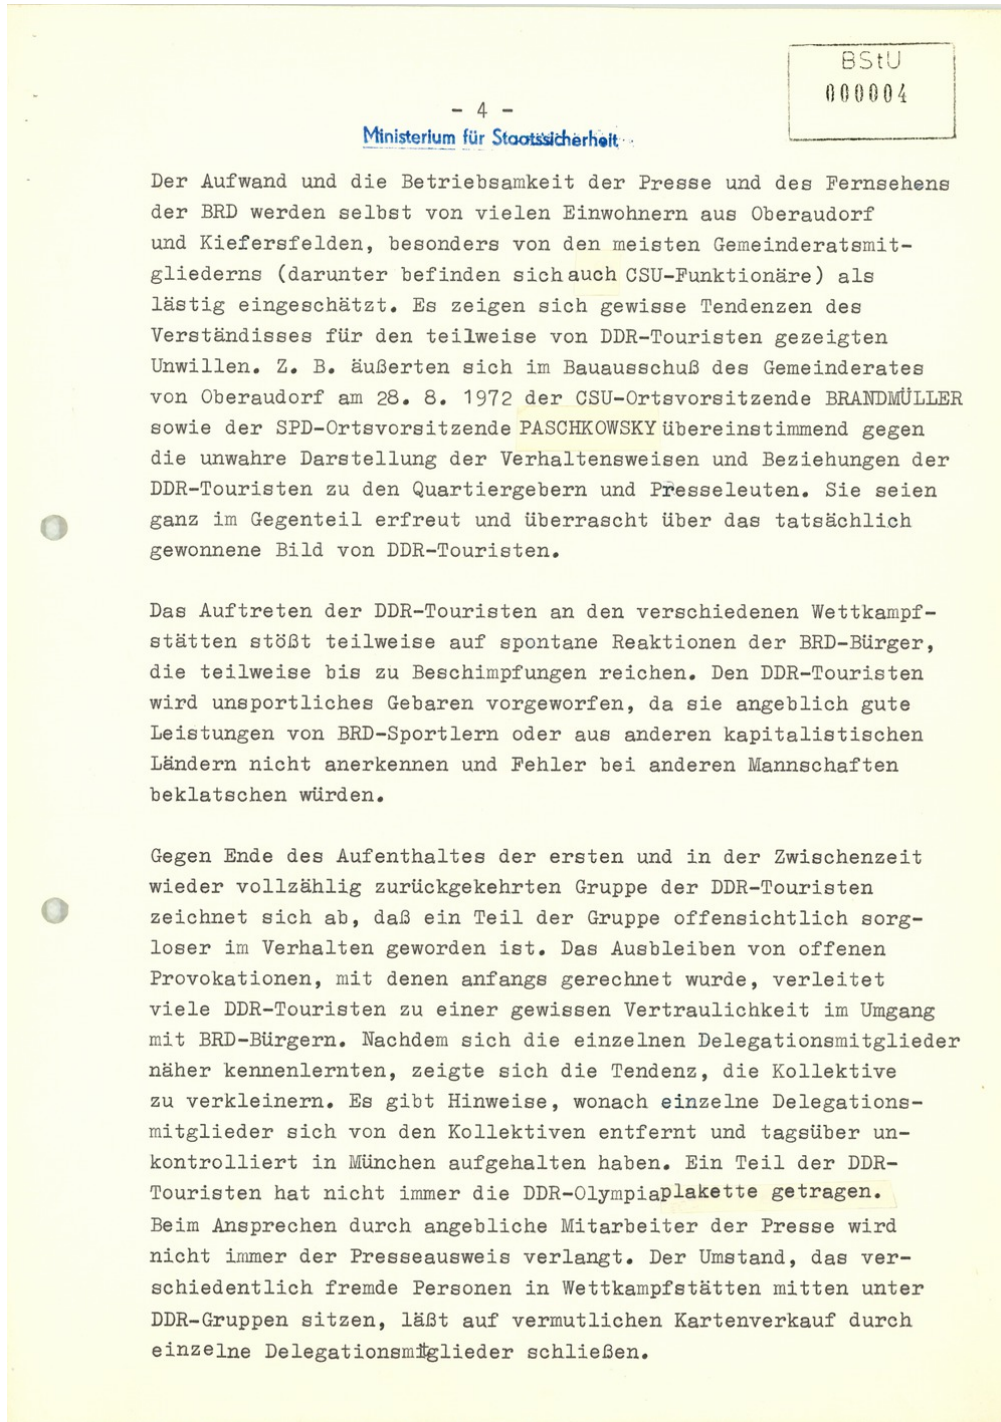 BStU
000004
- 4 -
Ministerium für Staatssicherheit
Der Aufwand und die Betriebsamkeit der Presse und des Fernsehens
der BRD werden selbst von vielen Einwohnern aus Oberaudorf
und Kiefersfelden, besonders von den meisten Gemeinderatsmit-
gliederns (darunter befinden sich auch CSU-Funktionäre) als
lästig eingeschätzt. Es zeigen sich gewisse Tendenzen des
Verständisses für den teilweise von DDR-Touristen gezeigten
Unwillen. Z. B. äußerten sich im Bauausschuß des Gemeinderates
von Oberaudorf am 28. 8. 1972 der CSU-Ortsvorsitzende BRANDMÜLLER
sowie der SPD-Ortsvorsitzende PASCHKOWSKY übereinstimmend gegen
die unwahre Darstellung der Verhaltensweisen und Beziehungen der
DDR-Touristen zu den Quartiergebern und Presseleuten. Sie seien
ganz im Gegenteil erfreut und überrascht über das tatsächlich
gewonnene Bild von DDR-Touristen.
Das Auftreten der DDR-Touristen an den verschiedenen Wettkampf-
stätten stößt teilweise auf spontane Reaktionen der BRD-Bürger,
die teilweise bis zu Beschimpfungen reichen. Den DDR-Touristen
wird unsportliches Gebaren vorgeworfen, da sie angeblich gute
Leistungen von BRD-Sportlern oder aus anderen kapitalistischen
Ländern nicht anerkennen und Fehler bei anderen Mannschaften
beklatschen würden.
Gegen Ende des Aufenthaltes der ersten und in der Zwischenzeit
wieder vollzählig zurückgekehrten Gruppe der DDR-Touristen
zeichnet sich ab, daß ein Teil der Gruppe offensichtlich sorg-
loser im Verhalten geworden ist. Das Ausbleiben von offenen
Provokationen, mit denen anfangs gerechnet wurde, verleitet
viele DDR-Touristen zu einer gewissen Vertraulichkeit im Umgang
mit BRD-Bürgern. Nachdem sich die einzelnen Delegationsmitglieder
näher kennenlernten, zeigte sich die Tendenz, die Kollektive
zu verkleinern. Es gibt Hinweise, wonach einzelne Delegations-
mitglieder sich von den Kollektiven entfernt und tagsüber un-
kontrolliert in München aufgehalten haben. Ein Teil der DDR-
Touristen hat nicht immer die DDR-Olympiaplakette getragen.
Beim Ansprechen durch angebliche Mitarbeiter der Presse wird
nicht immer der Presseausweis verlangt. Der Umstand, das ver-
schiedentlich fremde Personen in Wettkampfstätten mitten unter
DDR-Gruppen sitzen, läßt auf vermutlichen Kartenverkauf durch
einzelne Delegationsmitglieder schließen.